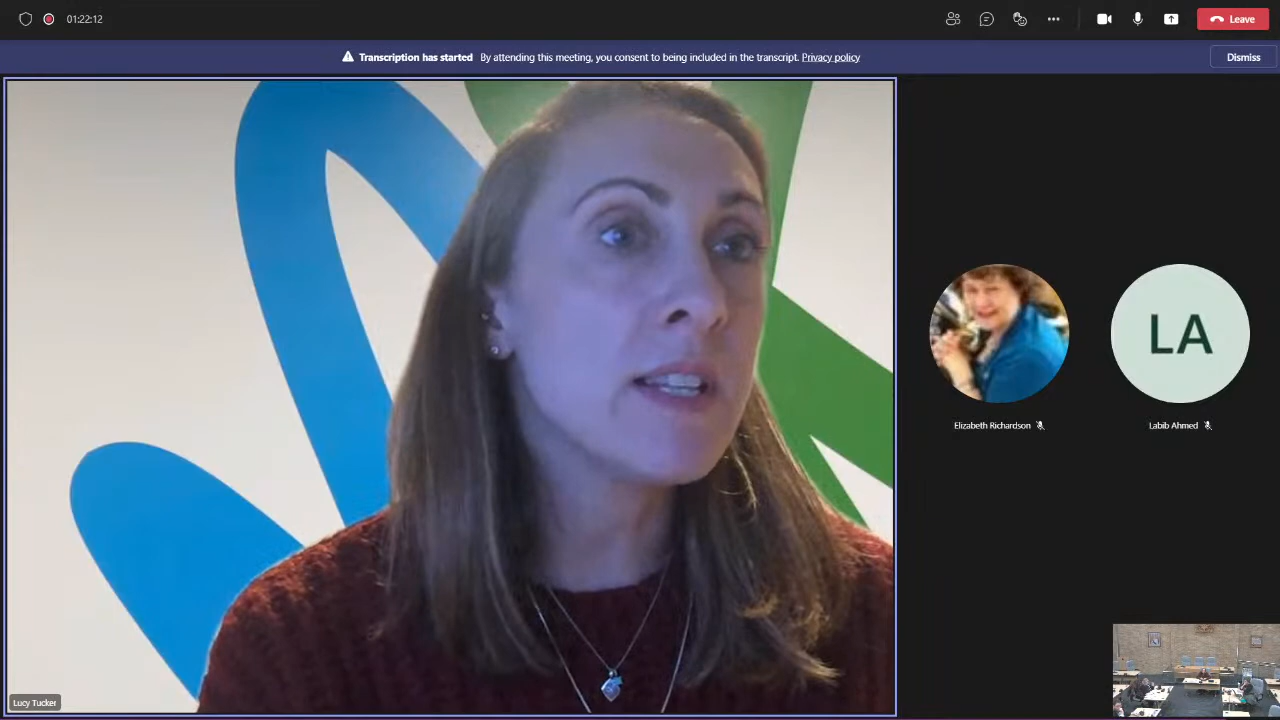 01:22:12
Leave
Transcription has started By attending this meeting, you consent to being included in the transcript. Privacy policy
Dismiss
LA
Elizabeth Richardson
Labib Ahmed
Lucy Tucker